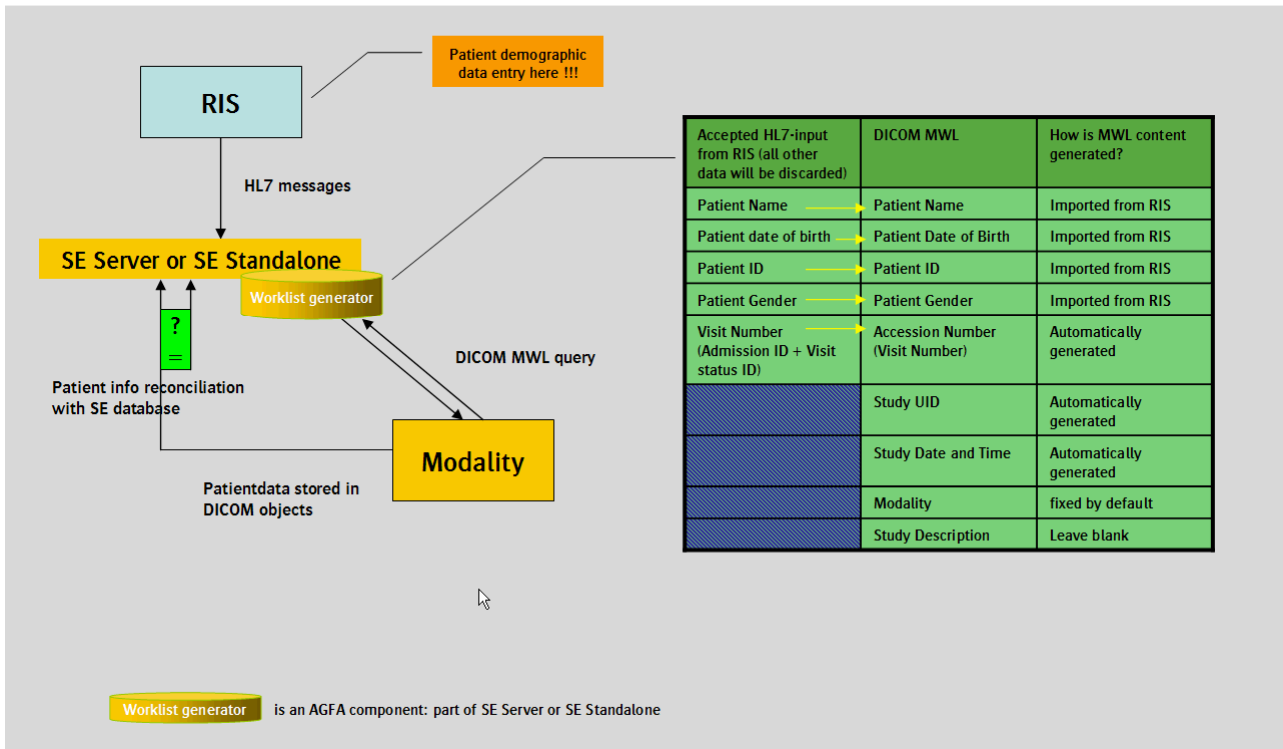 Patient demographic
data entry here !!!
RIS
HL7 messages
SE Server or SE Standalone
Worklist generator
?
=
DICOM MWL query
Patient info reconciliation
with SE database
Modality
Patientdata stored in
DICOM objects
Accepted HL7-input
from RIS (all other
data will be discarded)
DICOM MWL
How is MWL content
generated?
Patient Name
Patient Name
Imported from RIS
Patient date of birth
Patient Date of Birth
Imported from RIS
Patient ID
Patient ID
Imported from RIS
Patient Gender
Patient Gender
Imported from RIS
Visit Number
(Admission ID + Visit
status ID)
Accession Number
(Visit Number)
Automatically
generated
Study UID
Automatically
generated
Study Date and Time
Automatically
generated
Modality
fixed by default
Study Description
Leave blank
Worklist generator
is an AGFA component: part of SE Server or SE Standalone